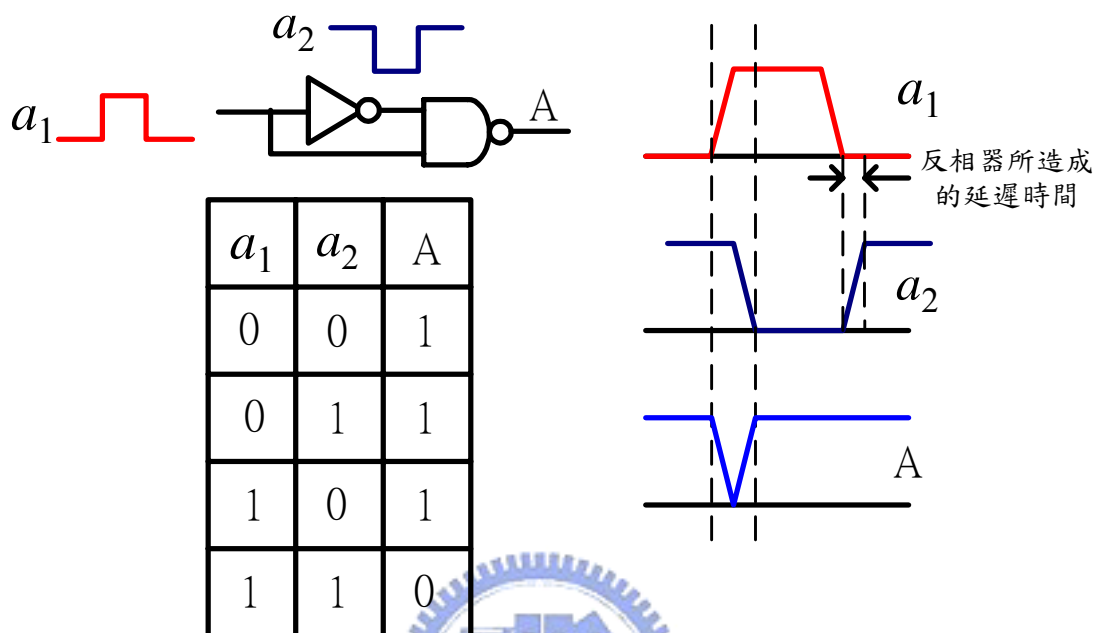 a2
a1
A
a1
反相器所造成
的延遲時間
a2
A
a1 a2 A
0 0 1
0 1 1
1 0 1
1 1 0